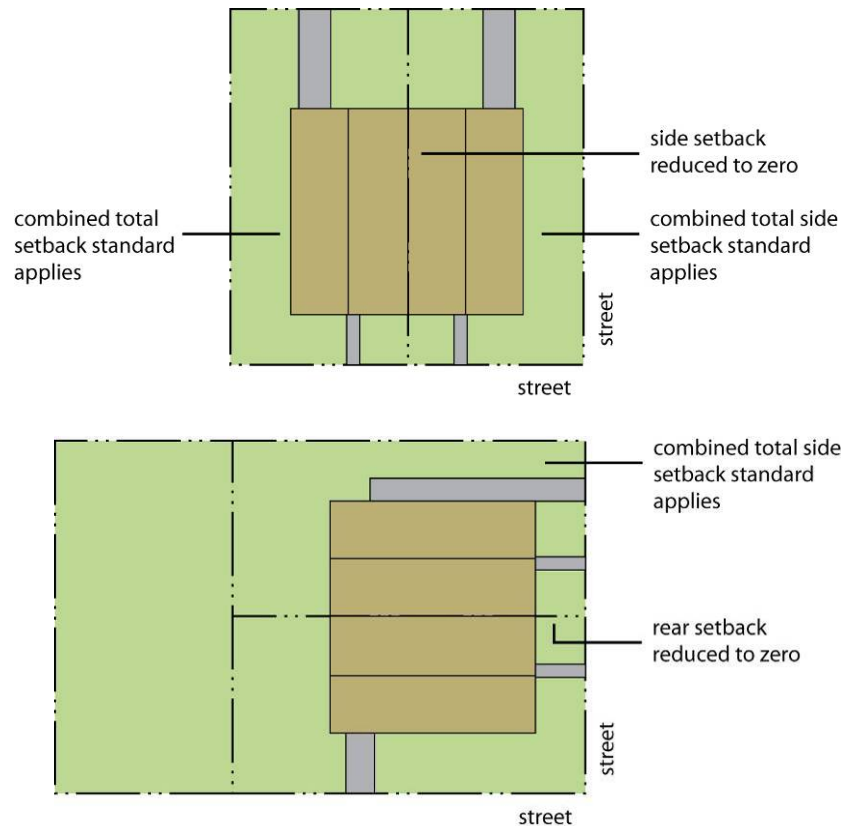 side setback
reduced to zero
combined total
setback standard
applies
combined total side
setback standard
applies
street
street
combined total side
setback standard
applies
rear setback
reduced to zero
street
street